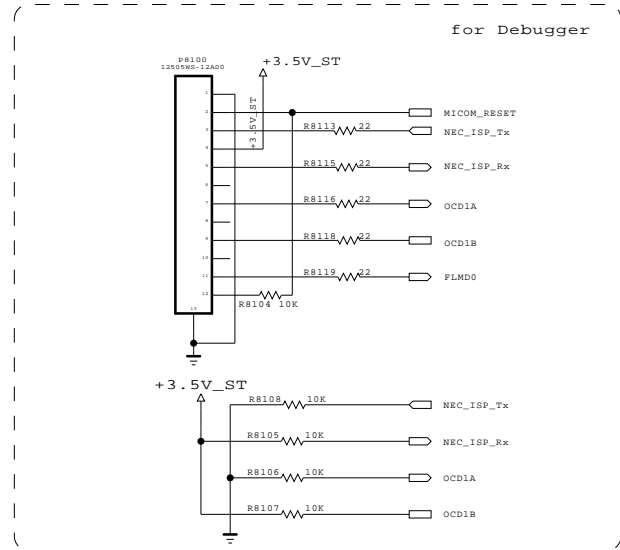 for Debugger
P8100
12505WS-12A00
+3.5V_ST
1
+3.5V_ST
2
MICOM_RESET
3
R8113
22
NEC_ISP_Tx
4
5
R8115
22
NEC_ISP_Rx
6
7
R8116
22
OCD1A
8
9
R8118
22
OCD1B
10
11
R8119
22
FLMD0
12
R8104 10K
13
+3.5V_ST
R8108
10K
NEC_ISP_Tx
R8105
10K
NEC_ISP_Rx
R8106
10K
OCD1A
R8107
10K
OCD1B